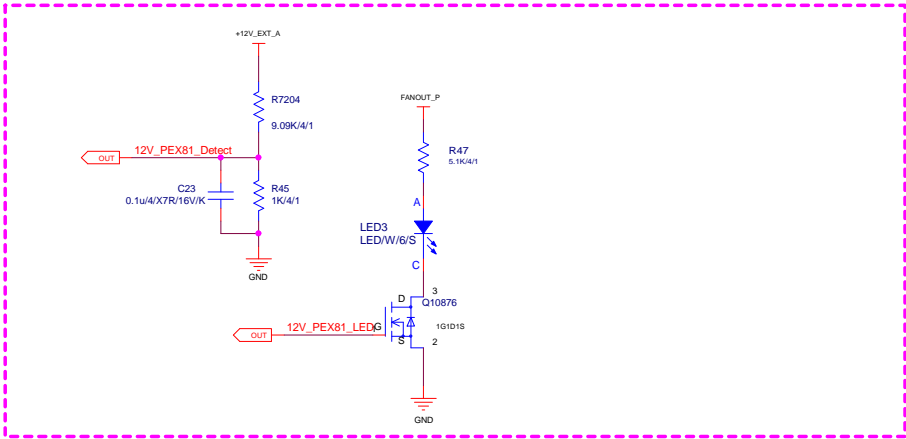 +12V_EXT_A
R7204
9.09K/4/1
OUT
12V_PEX81_Detect
C23
0.1u/4/X7R/16V/K
R45
1K/4/1
GND
FANOUT_P
R47
5.1K/4/1
A
LED3
LED/W/6/S
C
D
3
Q10876
OUT
12V_PEX81_LED
G
1G1D1S
S
2
GND